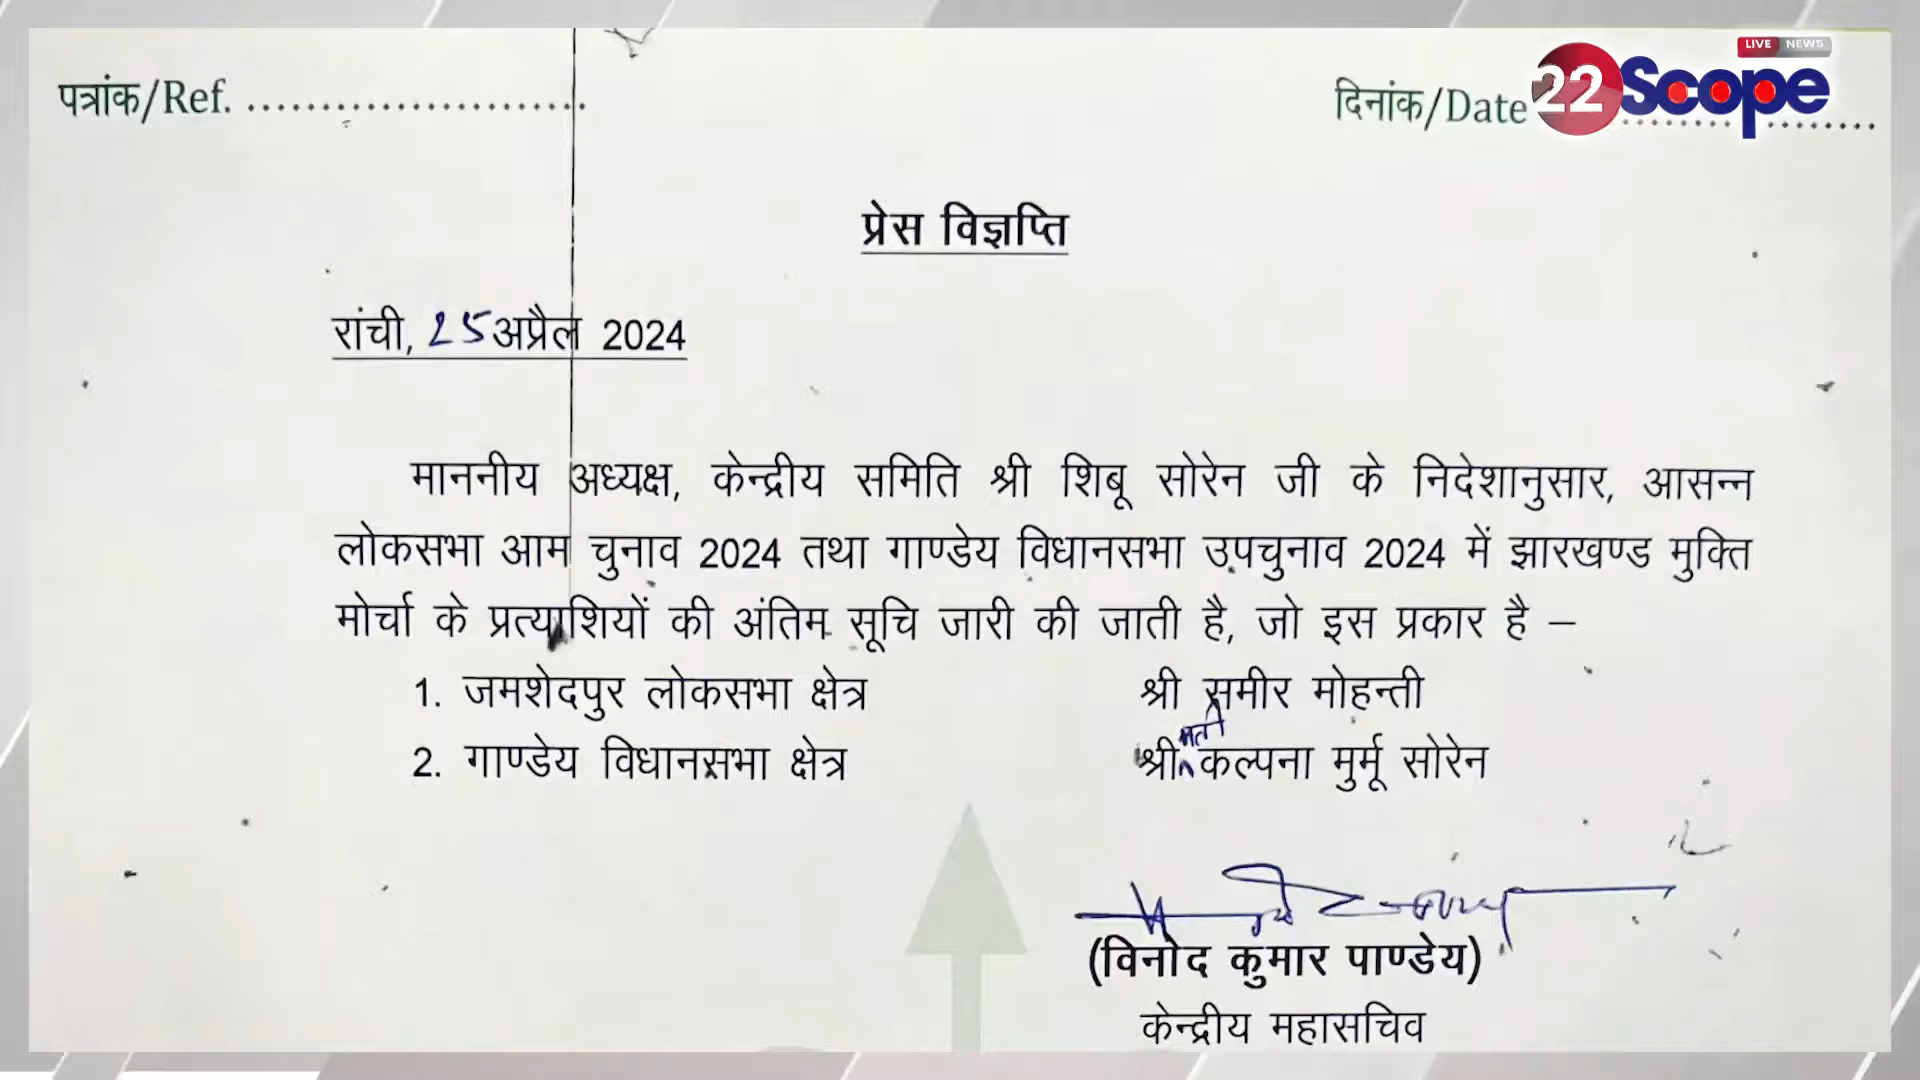 LIVE NEWS
22Scope
पत्रांक/Ref. ..............................
दिनांक/Date
प्रेस विज्ञप्ति
रांची, 25 अप्रैल 2024
माननीय अध्यक्ष, केन्द्रीय समिति श्री शिबू सोरेन जी के निदेशानुसार, आसन्न
लोकसभा आम चुनाव 2024 तथा गाण्डेय विधानसभा उपचुनाव 2024 में झारखण्ड मुक्ति
मोर्चा के प्रत्याशियों की अंतिम सूचि जारी की जाती है, जो इस प्रकार है –
1. जमशेदपुर लोकसभा क्षेत्र श्री समीर मोहन्ती
2. गाण्डेय विधानसभा क्षेत्र श्रीमती कल्पना मुर्मू सोरेन
(विनोद कुमार पाण्डेय)
केन्द्रीय महासचिव